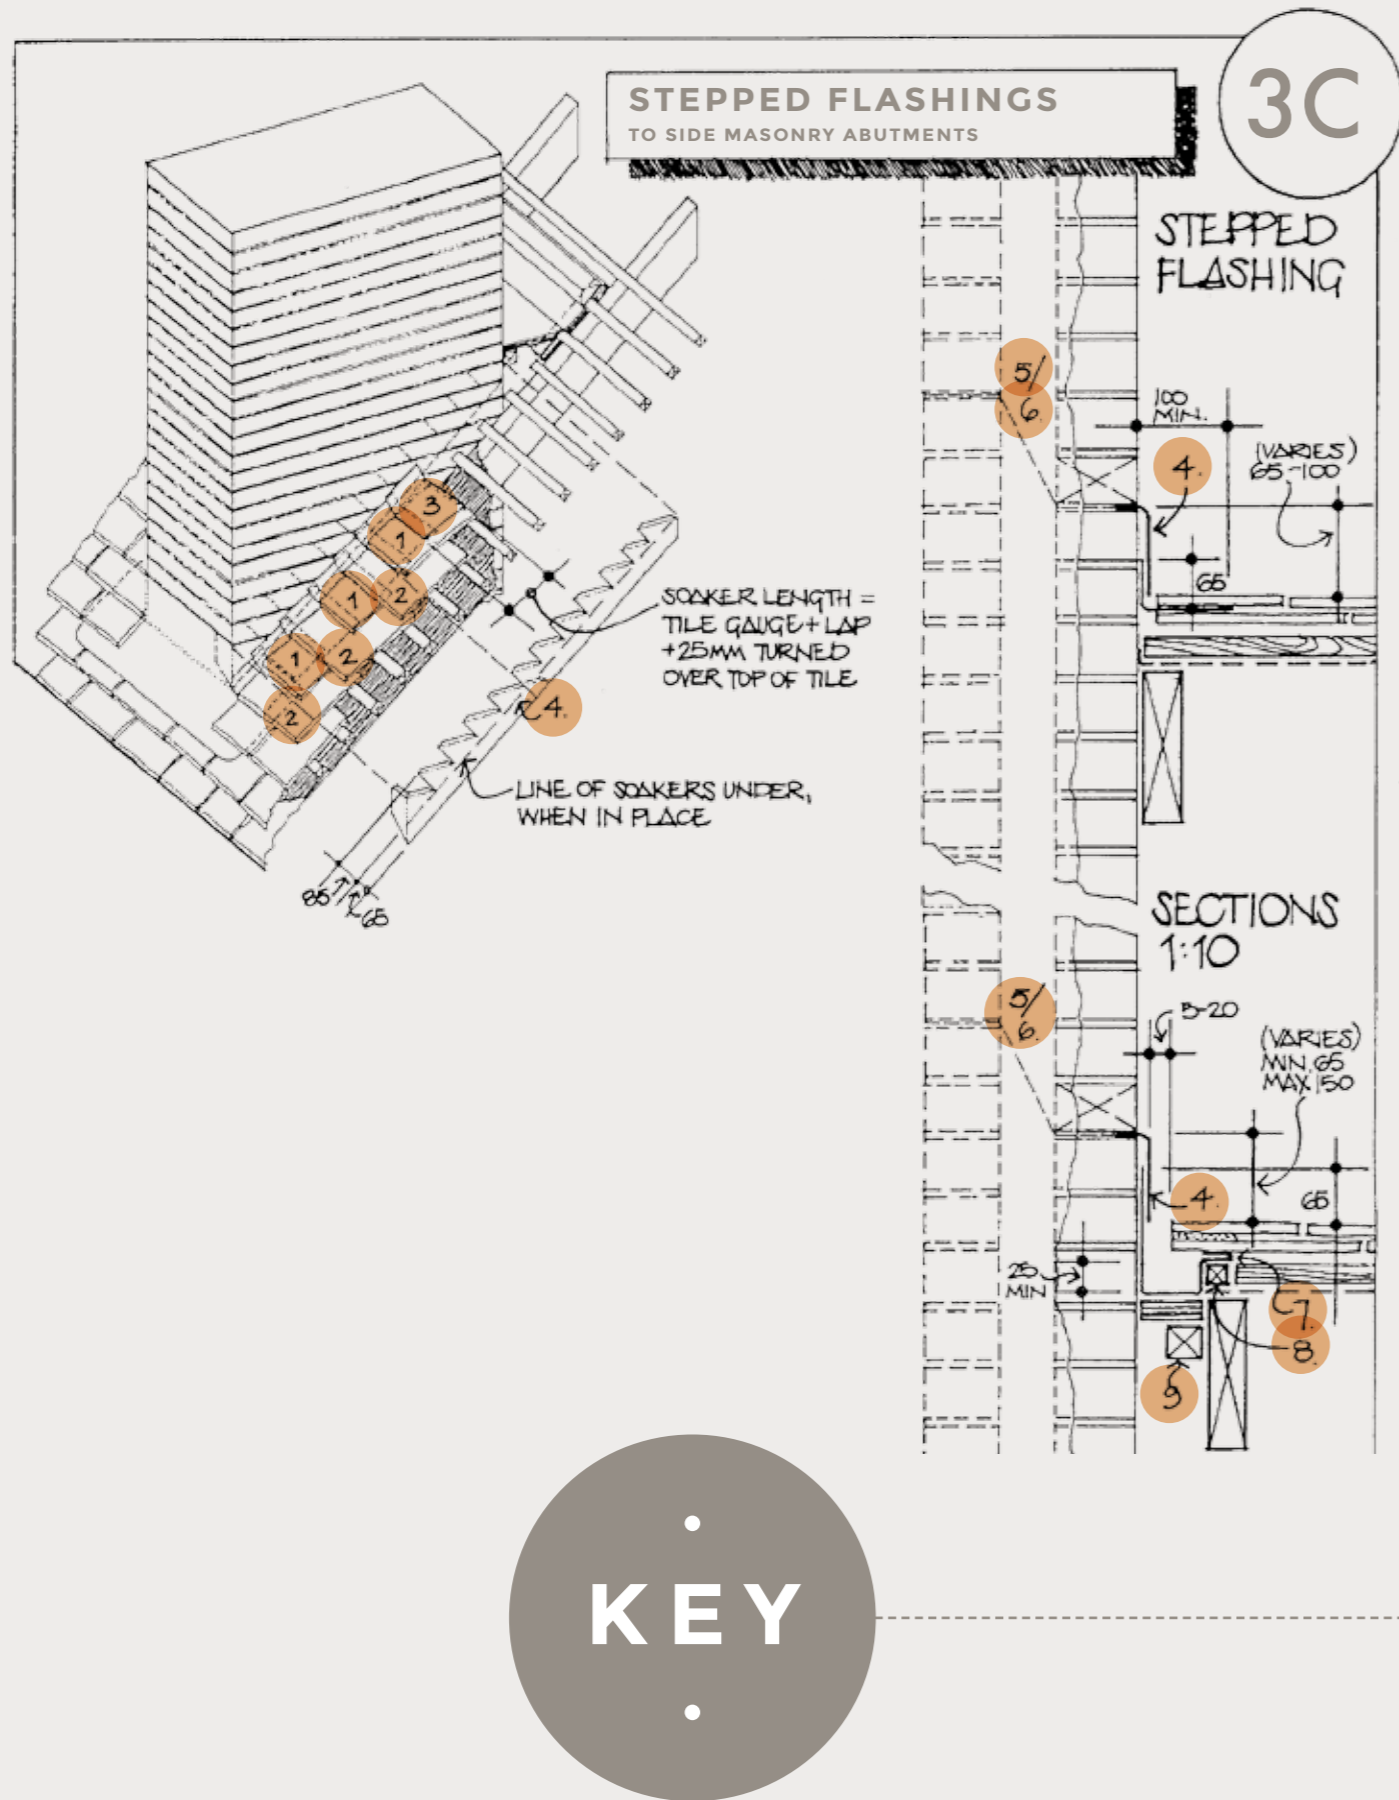 STEPPED FLASHINGS
TO SIDE MASONRY ABUTMENTS
3C
STEPPED
FLASHING
5/
6.
100
MIN.
4.
(VARIES)
65-100
65
3
1
1
2
1
2
2
SOAKER LENGTH =
TILE GAUGE + LAP
+25MM TURNED
OVER TOP OF TILE
4.
LINE OF SOAKERS UNDER,
WHEN IN PLACE
85
65
SECTIONS
1:10
5/
6.
5-20
(VARIES)
MIN. 65
MAX 150
4.
65
25
MIN
7.
8.
9
KEY